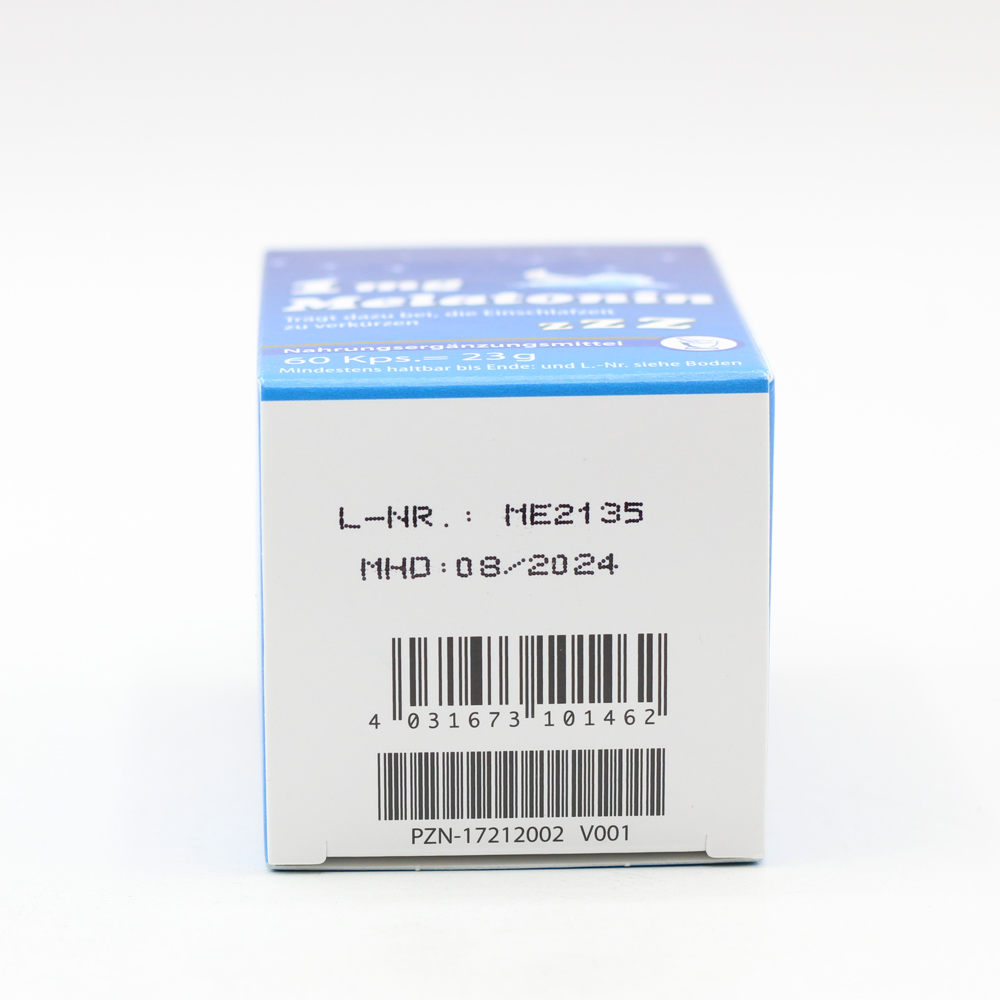 1 mg
Melatonin
Trägt dazu bei, die Einschlafzeit
zu verkürzen
zzZ
Nahrungsergänzungsmittel
60 Kps.= 23 g
Mindestens haltbar bis Ende: und L.-Nr. siehe Boden
L-NR.: ME2135
MHD:08/2024
4 031673 101462
PZN-17212002 V001